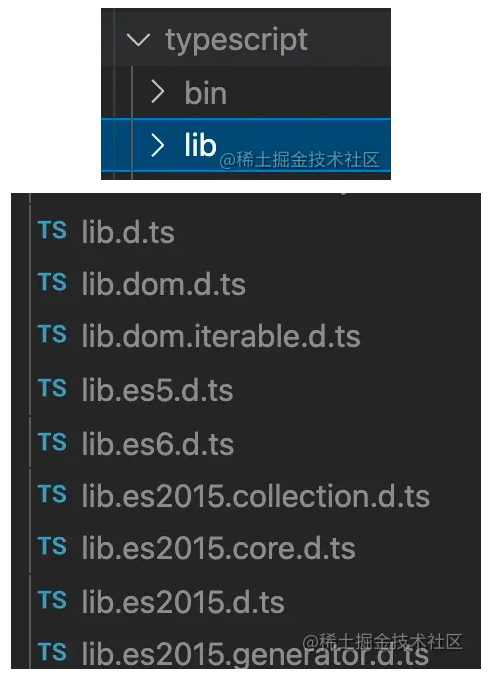 typescript
bin
lib
@稀土掘金技术社区
TS lib.d.ts
TS lib.dom.d.ts
TS lib.dom.iterable.d.ts
TS lib.es5.d.ts
TS lib.es6.d.ts
TS lib.es2015.collection.d.ts
TS lib.es2015.core.d.ts
TS lib.es2015.d.ts
@稀土掘金技术社区
TS lib.es2015.generator.d.ts